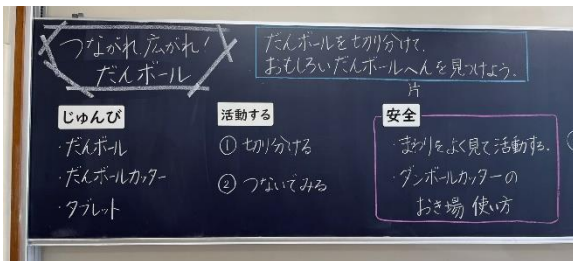 つながれ,広がれ!
だんボール
だんボールを切り分けて,
おもしろいだんボールへんを見つけよう.
片
じゅんび
・だんボール
・だんボールカッター
・タブレット
活動する
① 切り分ける
② つないでみる
安全
・まわりをよく見て活動する.
・ダンボールカッターの
おき場 使い方